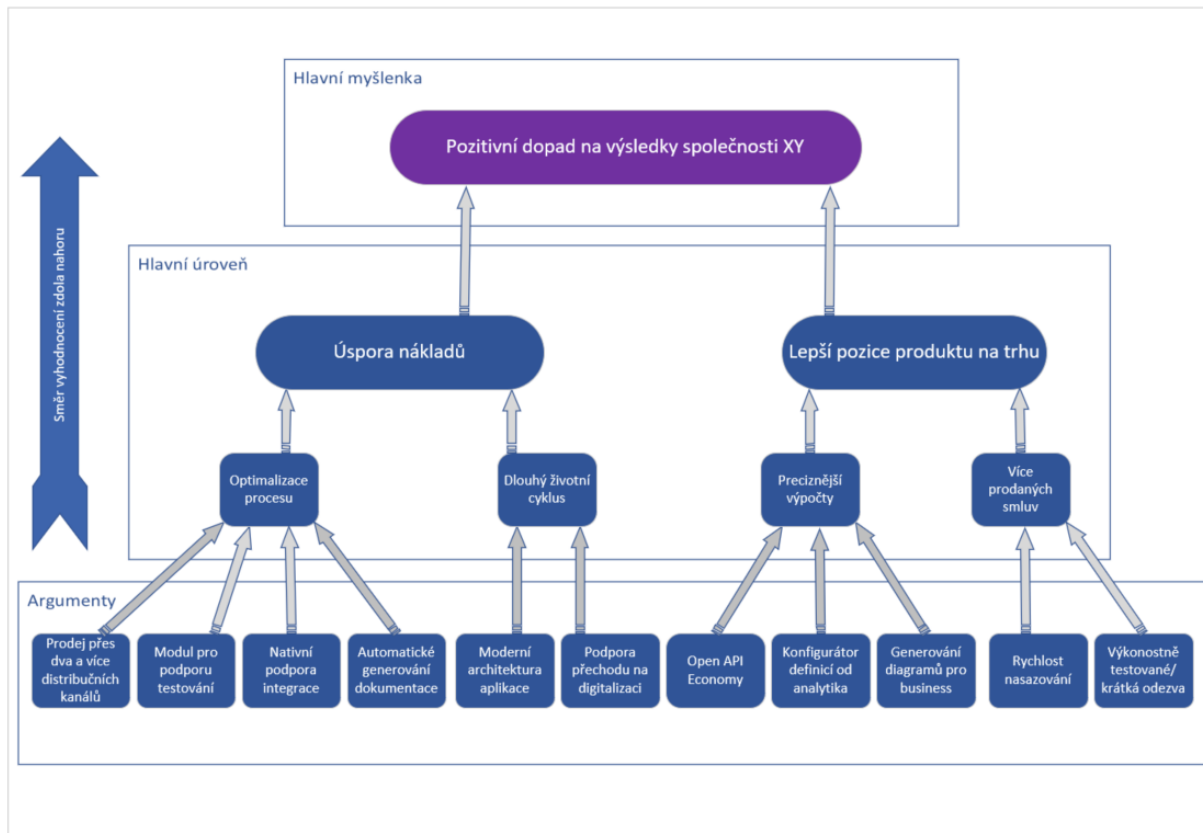 Hlavní myšlenka
Pozitivní dopad na výsledky společnosti XY
Směr vyhodnocení zdola nahoru
Hlavní úroveň
Úspora nákladů
Lepší pozice produktu na trhu
Optimalizace
procesu
Dlouhý životní
cyklus
Preciznější
výpočty
Více
prodaných
smluv
Argumenty
Prodej přes
dva a více
distribučních
kanálů
Modul pro
podporu
testování
Nativní
podpora
integrace
Automatické
generování
dokumentace
Moderní
architektura
aplikace
Podpora
přechodu na
digitalizaci
Open API
Economy
Konfigurátor
definicí od
analytika
Generování
diagramů pro
business
Rychlost
nasazování
Výkonostně
testované/
krátká odezva